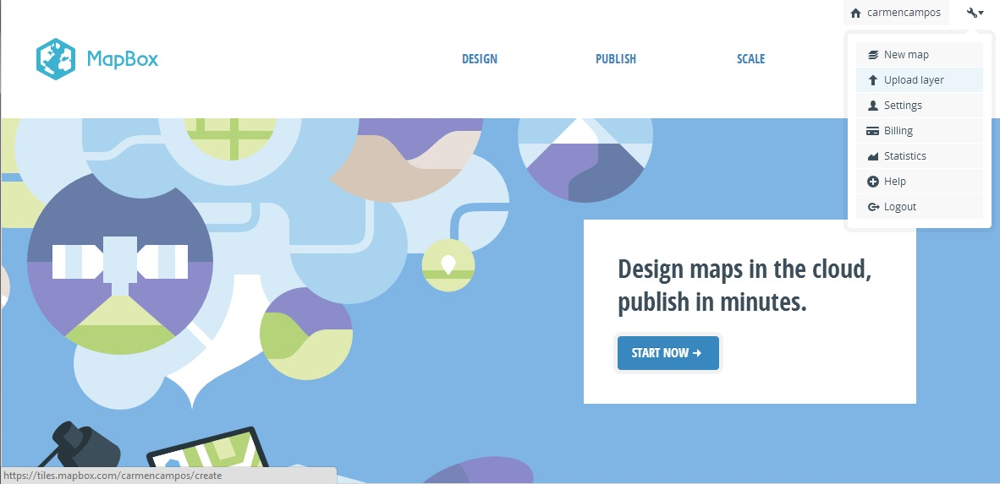 carmencampos
MapBox
DESIGN
PUBLISH
SCALE
New map
Upload layer
Settings
Billing
Statistics
Help
Logout
Design maps in the cloud,
publish in minutes.
START NOW →
https://tiles.mapbox.com/carmencampos/create